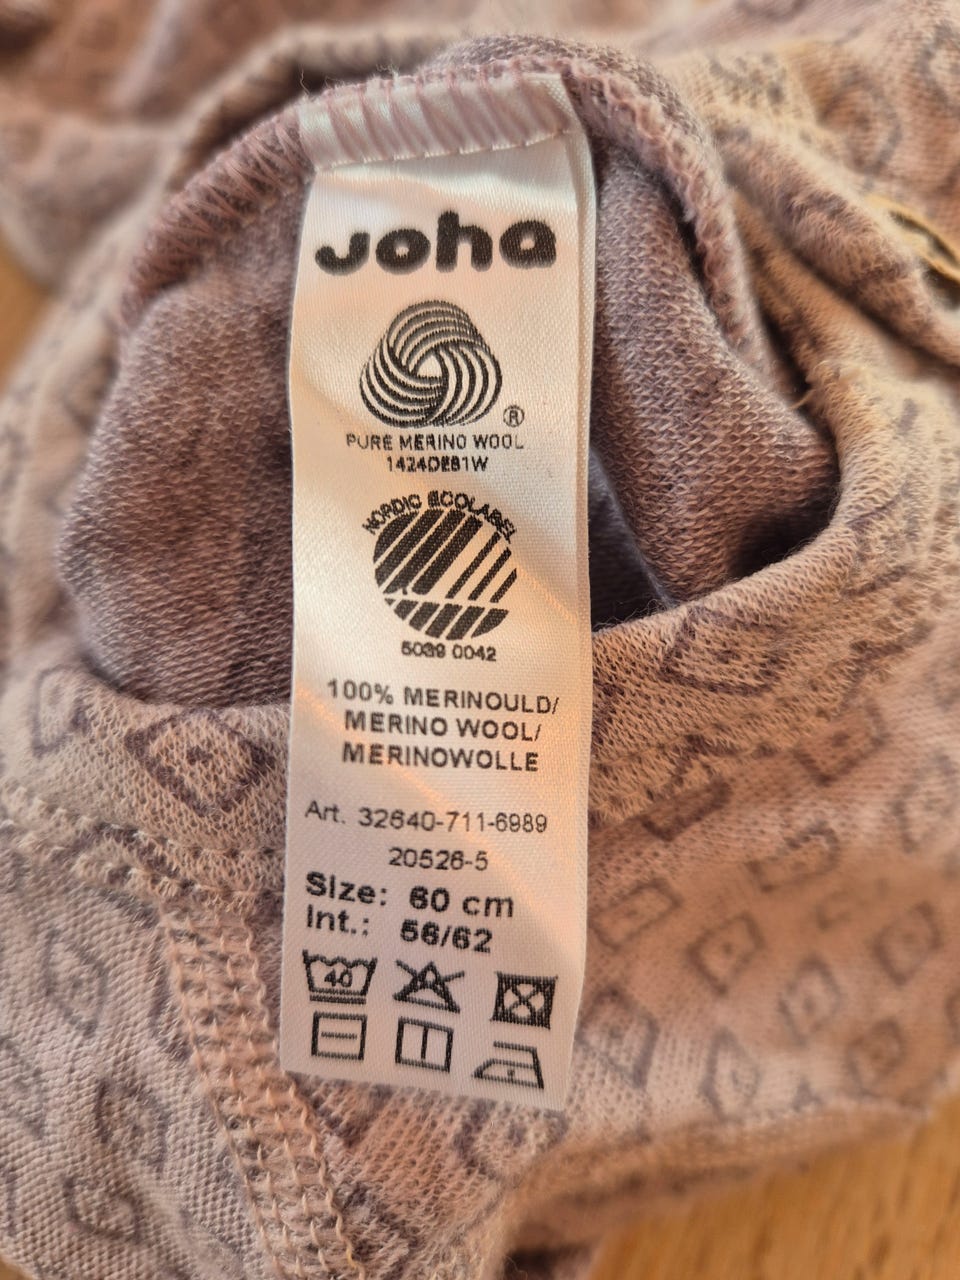 Joha
®
PURE MERINO WOOL
1424DE81W
NORDIC ECOLABEL
5039 0042
100% MERINOULD/
MERINO WOOL/
MERINOWOLLE
Art. 32640-711-6989
20526-5
Size: 60 cm
Int.: 56/62
40